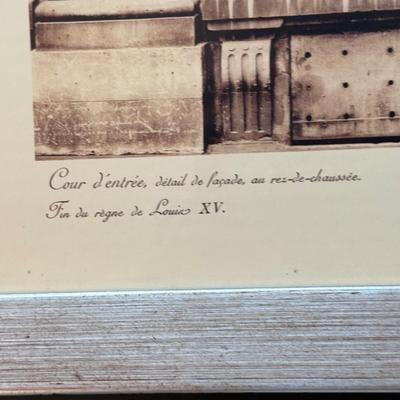 Cour d'entrée, détail de façade, au rez-de-chaussée.
Fin du règne de Louis XV.